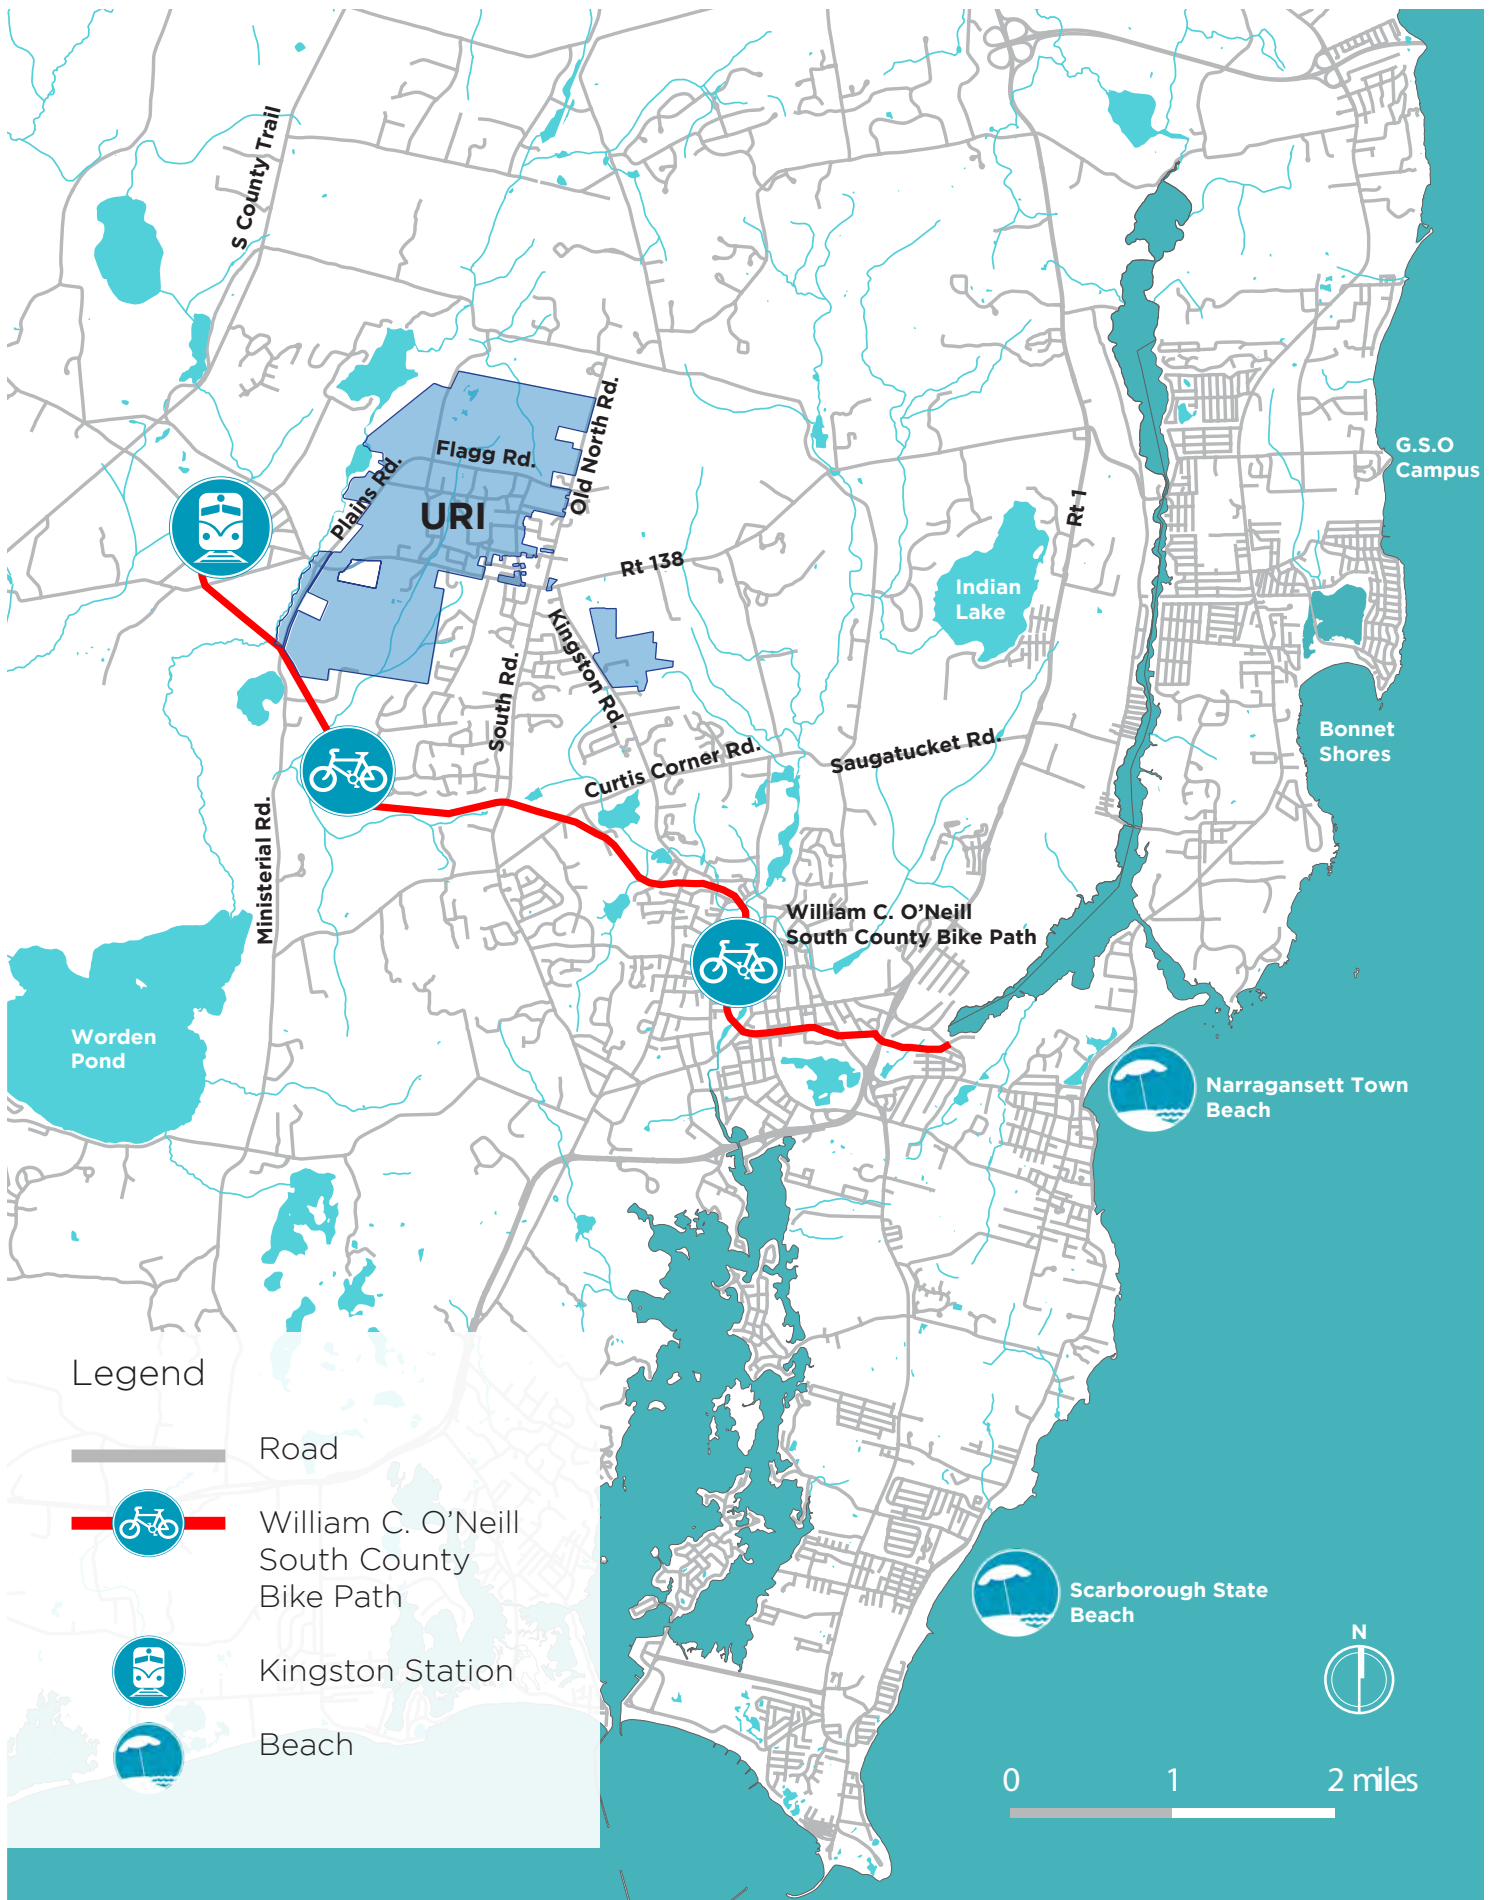 S County Trail
Old North Rd.
Flagg Rd.
Plains Rd.
URI
G.S.O
Campus
Rt 1
Rt 138
Indian
Lake
Kingston Rd.
South Rd.
Bonnet
Shores
Saugatucket Rd.
Curtis Corner Rd.
Ministerial Rd.
William C. O'Neill
South County Bike Path
Worden
Pond
Narragansett Town
Beach
Legend
Road
William C. O'Neill
South County
Bike Path
Kingston Station
Beach
Scarborough State
Beach
N
0 1 2 miles